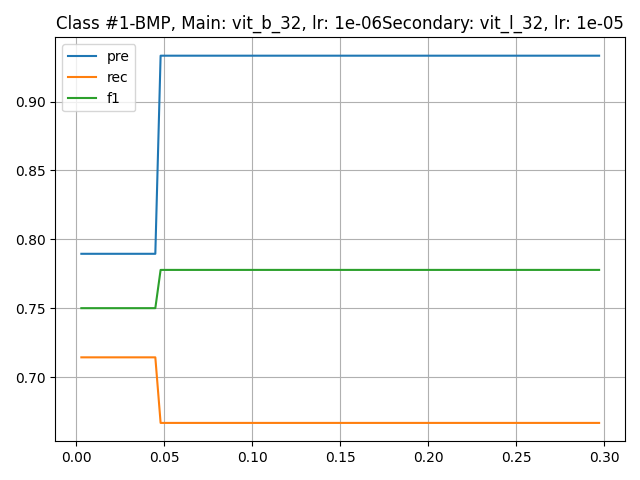 Class #1-BMP, Main: vit_b_32, lr: 1e-06Secondary: vit_l_32, lr: 1e-05
pre
rec
f1
0.90
0.85
0.80
0.75
0.70
0.00 0.05 0.10 0.15 0.20 0.25 0.30